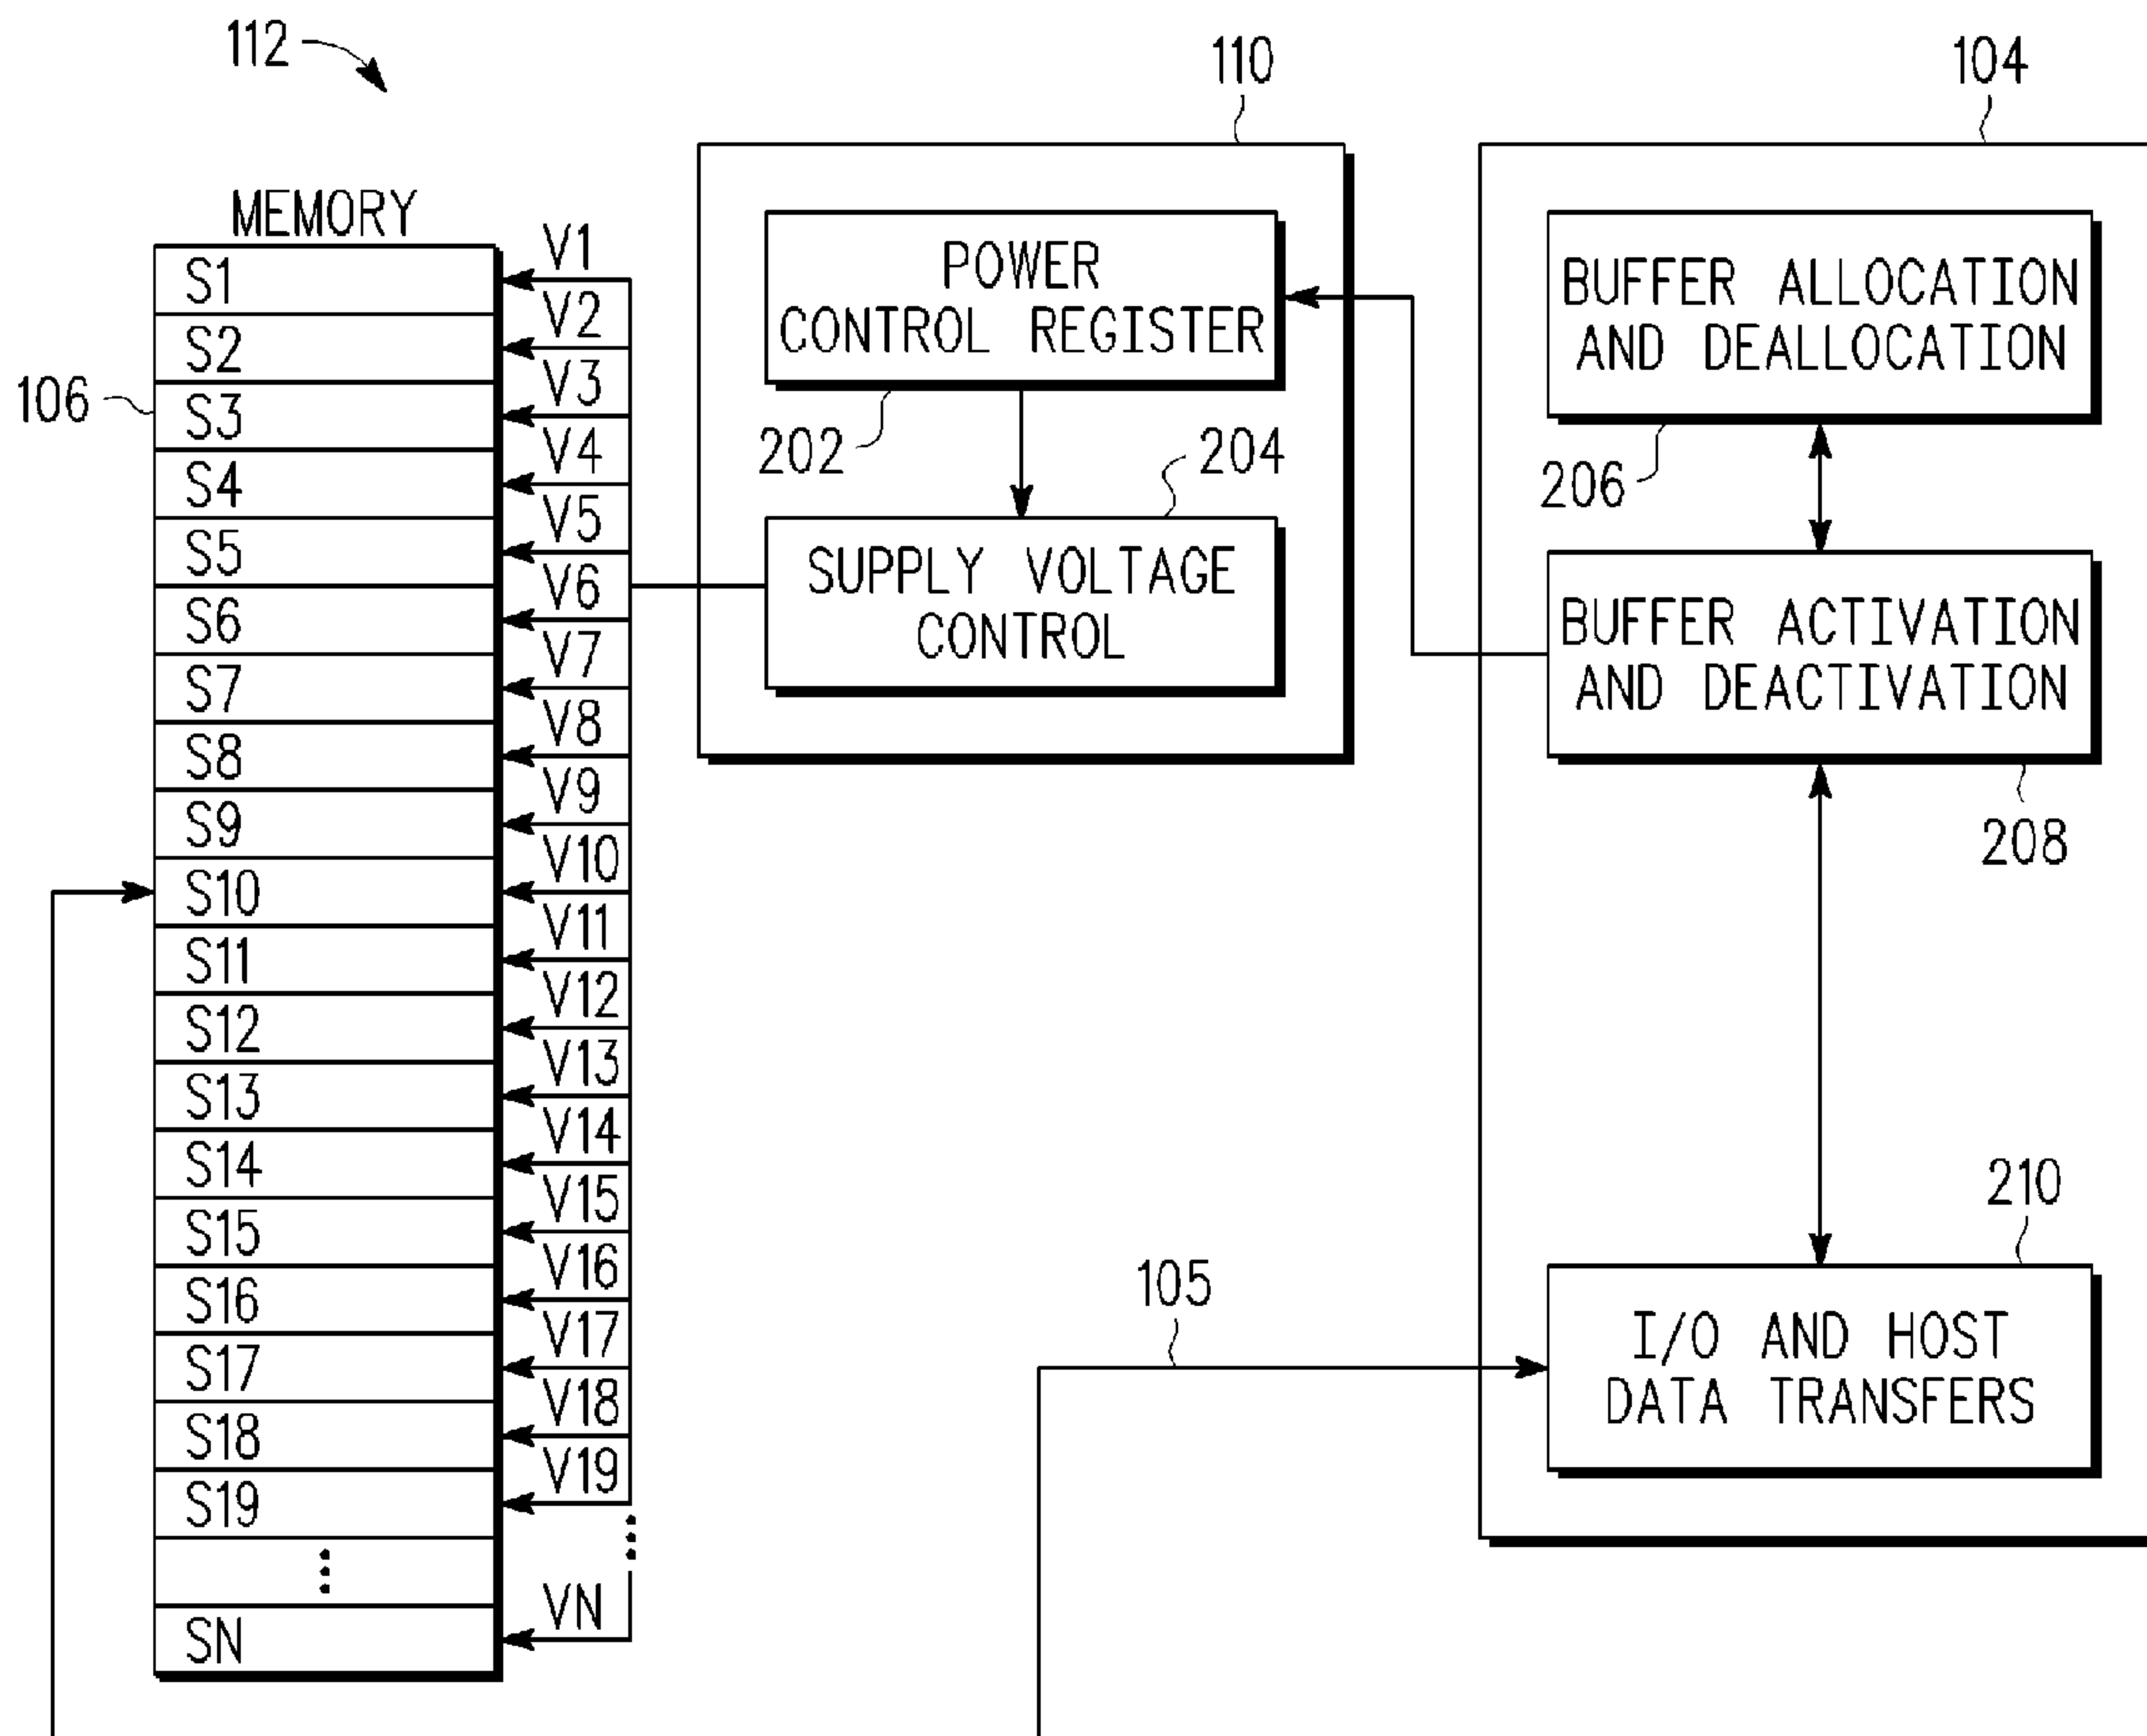 112
110
104
MEMORY
106
S1
S2
S3
S4
S5
S6
S7
S8
S9
S10
S11
S12
S13
S14
S15
S16
S17
S18
S19
SN
V1
V2
V3
V4
V5
V6
V7
V8
V9
V10
V11
V12
V13
V14
V15
V16
V17
V18
V19
VN
POWER
CONTROL REGISTER
202
204
SUPPLY VOLTAGE
CONTROL
BUFFER ALLOCATION
AND DEALLOCATION
206
BUFFER ACTIVATION
AND DEACTIVATION
208
210
105
I/O AND HOST
DATA TRANSFERS